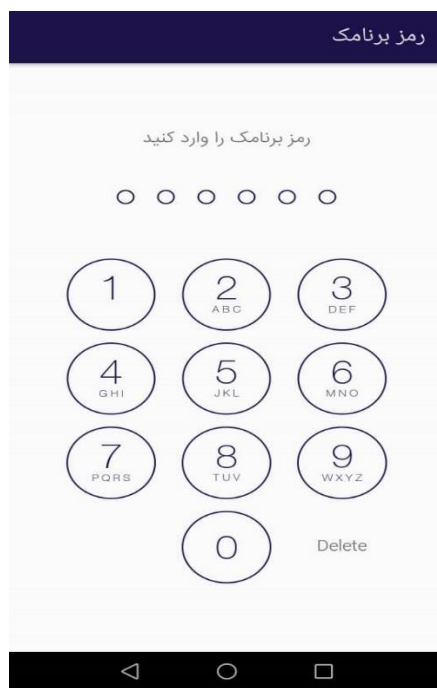 رمز برنامک
رمز برنامک را وارد کنید
1
2
ABC
3
DEF
4
GHI
5
JKL
6
MNO
7
PQRS
8
TUV
9
WXYZ
0
Delete